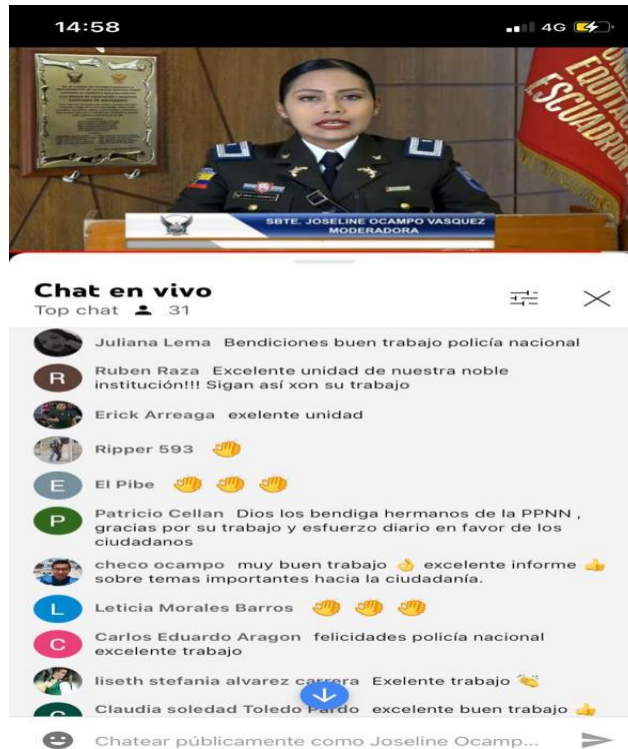 14:58
4G
EQUITACI
ESCUADRON
SBTE. JOSELINE OCAMPO VASQUEZ
MODERADORA
Chat en vivo
Top chat 31
Juliana Lema Bendiciones buen trabajo policía nacional
R
Ruben Raza Excelente unidad de nuestra noble
institución!!! Sigan así xon su trabajo
Erick Arreaga exelente unidad
Ripper 593 👏
E
El Pibe 👏 👏 👏
P
Patricio Cellan Dios los bendiga hermanos de la PPNN ,
gracias por su trabajo y esfuerzo diario en favor de los
ciudadanos
checo ocampo muy buen trabajo 👌 excelente informe 👍
sobre temas importantes hacia la ciudadanía.
L
Leticia Morales Barros 👏 👏 👏
C
Carlos Eduardo Aragon felicidades policía nacional
excelente trabajo
liseth stefania alvarez carrera Exelente trabajo 👏
Claudia soledad Toledo Pardo excelente buen trabajo 👍
Chatear públicamente como Joseline Ocamp...